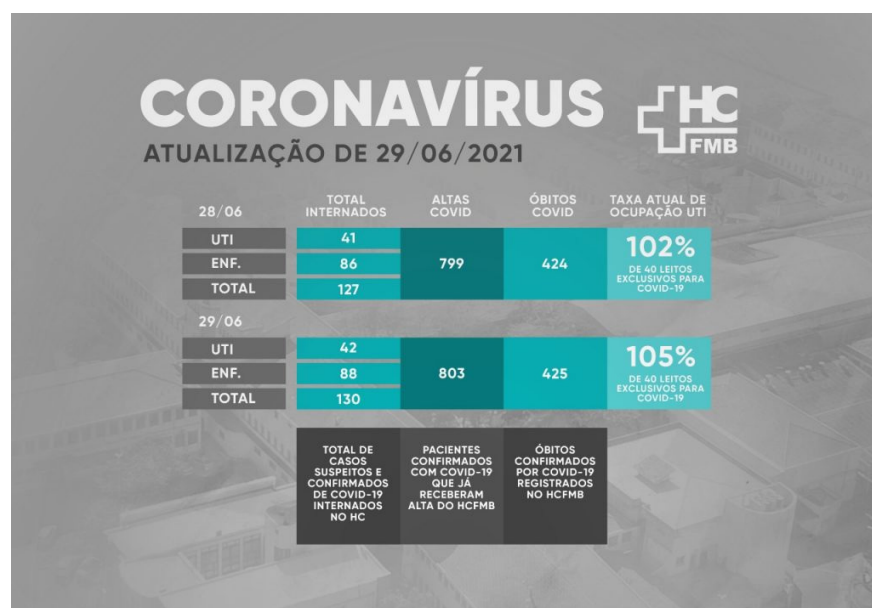 CORONAVÍRUS
HC
FMB
ATUALIZAÇÃO DE 29/06/2021
28/06
TOTAL
INTERNADOS
ALTAS
COVID
ÓBITOS
COVID
TAXA ATUAL DE
OCUPAÇÃO UTI
UTI
41
ENF.
86
TOTAL
127
799
424
102%
DE 40 LEITOS
EXCLUSIVOS PARA
COVID-19
29/06
UTI
42
ENF.
88
TOTAL
130
803
425
105%
DE 40 LEITOS
EXCLUSIVOS PARA
COVID-19
TOTAL DE
CASOS
SUSPEITOS E
CONFIRMADOS
DE COVID-19
INTERNADOS
NO HC
PACIENTES
CONFIRMADOS
COM COVID-19
QUE JÁ
RECEBERAM
ALTA DO HCFMB
ÓBITOS
CONFIRMADOS
POR COVID-19
REGISTRADOS
NO HCFMB